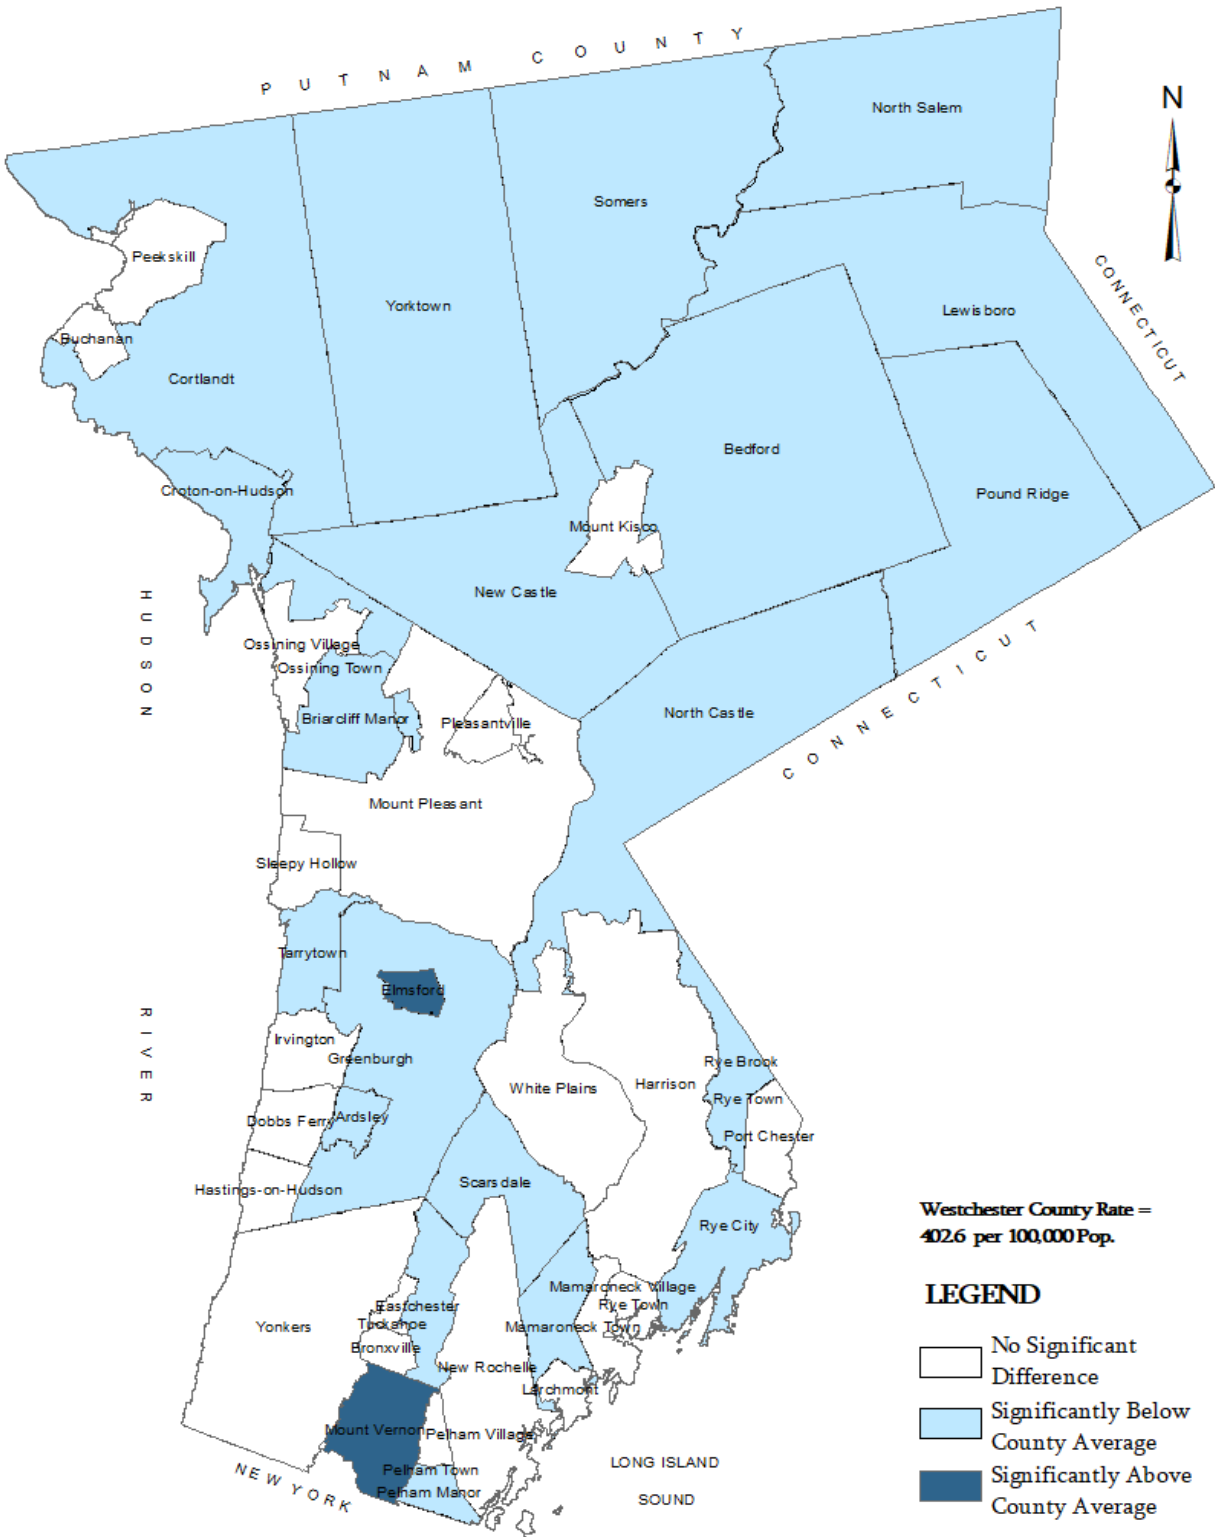 PUTNAM COUNTY
N
North Salem
Somers
Peekskill
CONNECTICUT
Yorktown
Lewisboro
Buchanan
Cortlandt
Bedford
Croton-on-Hudson
Pound Ridge
Mount Kisco
New Castle
HUDSON
Ossining Village
Ossining Town
CONNECTICUT
Briarcliff Manor
Pleasantville
North Castle
Mount Pleasant
Sleepy Hollow
Tarrytown
Elmsford
RIVER
Irvington
Greenburgh
Rye Brook
White Plains
Harrison
Rye Town
Dobbs Ferry
Ardsley
Port Chester
Hastings-on-Hudson
Scarsdale
Rye City
Westchester County Rate =
402.6 per 100,000 Pop.
Mamaroneck Village
LEGEND
Eastchester
Rye Town
Yonkers
Tuckahoe
Mamaroneck Town
Bronxville
No Significant
Difference
New Rochelle
Larchmont
Significantly Below
County Average
Mount Vernon
Pelham Village
LONG ISLAND
SOUND
Pelham Town
Pelham Manor
NEW YORK
Significantly Above
County Average